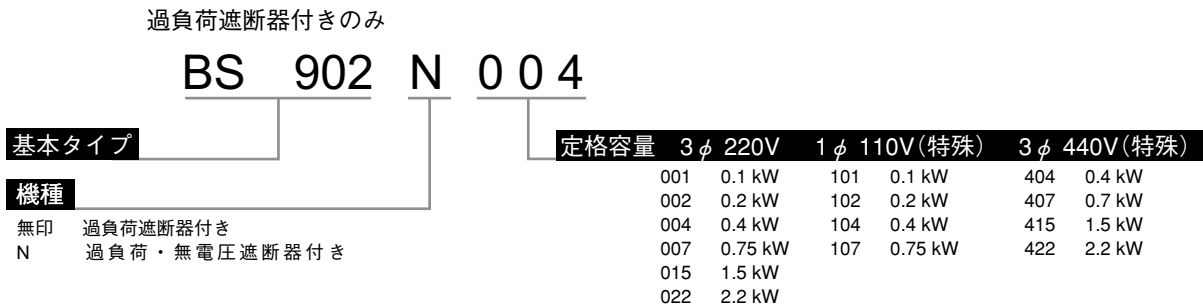 過負荷遮断器付きのみ
BS 902 N 0 0 4
基本タイプ
機種
無印 過負荷遮断器付き
N 過負荷・無電圧遮断器付き
定格容量 3φ 220V 1φ 110V(特殊) 3φ 440V(特殊)
001 0.1 kW 101 0.1 kW 404 0.4 kW
002 0.2 kW 102 0.2 kW 407 0.7 kW
004 0.4 kW 104 0.4 kW 415 1.5 kW
007 0.75 kW 107 0.75 kW 422 2.2 kW
015 1.5 kW
022 2.2 kW